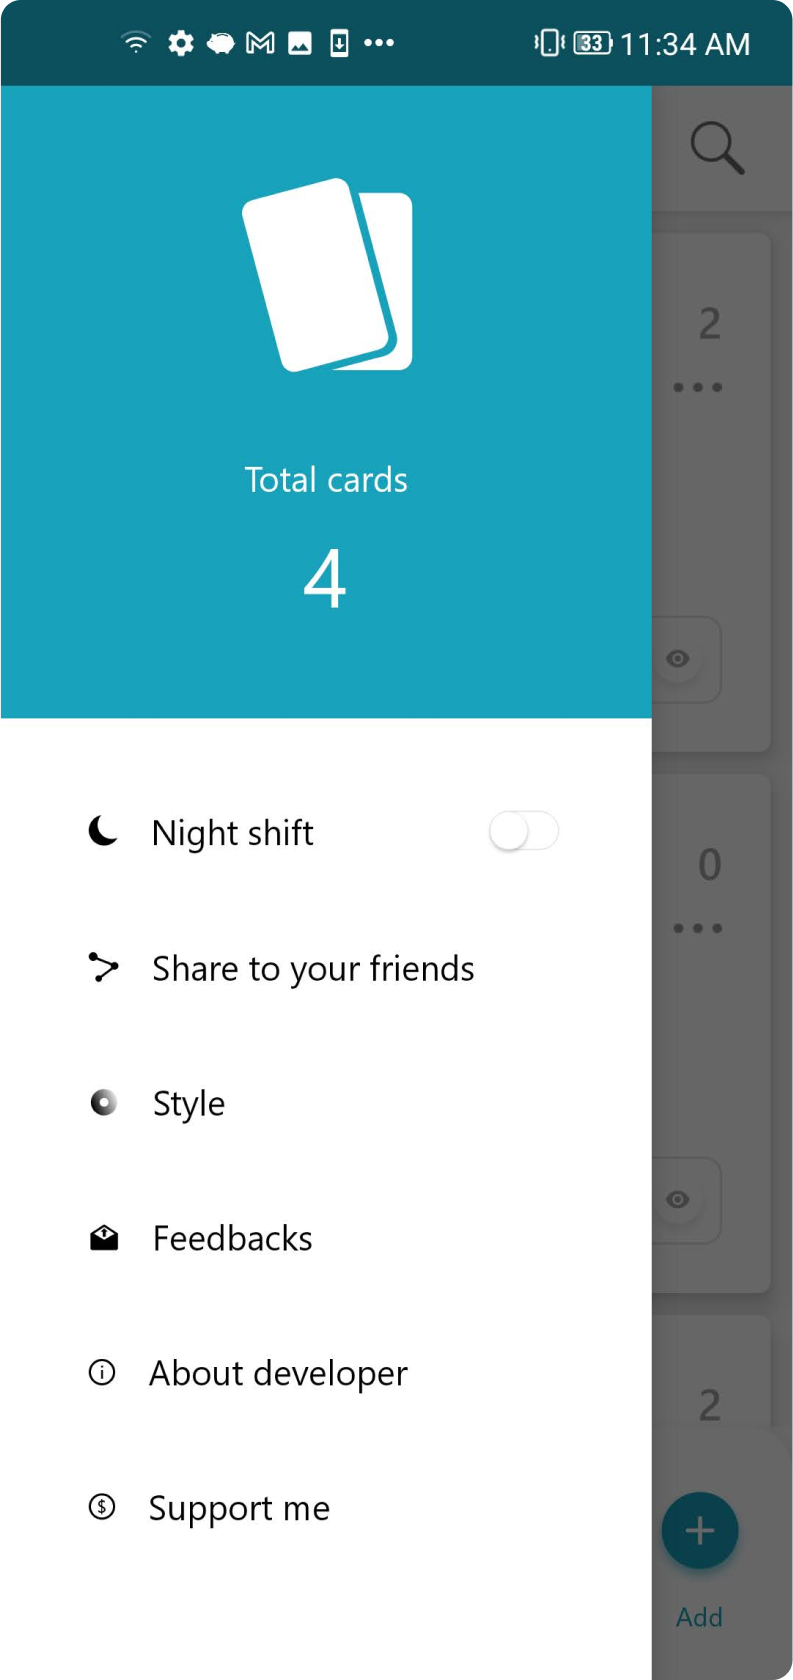 33 11:34 AM
2
Total cards
4
Night shift
0
Share to your friends
Style
Feedbacks
About developer
2
Support me
Add